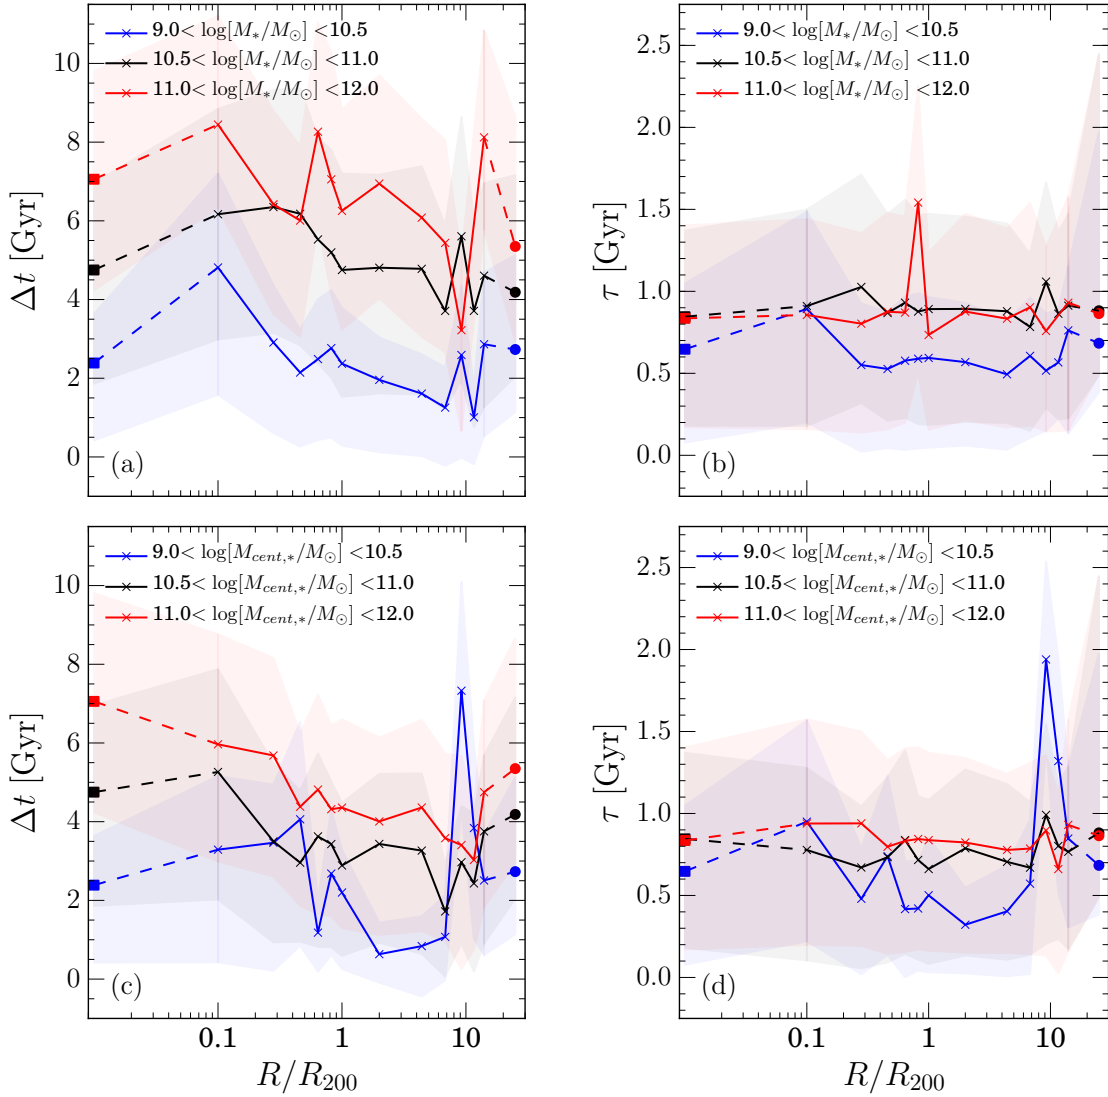 9.0< log[M∗/M⊙] <10.5
10.5< log[M∗/M⊙] <11.0
11.0< log[M∗/M⊙] <12.0
10
8
6
4
2
0
Δt [Gyr]
(a)
9.0< log[M∗/M⊙] <10.5
10.5< log[M∗/M⊙] <11.0
11.0< log[M∗/M⊙] <12.0
2.5
2.0
1.5
1.0
0.5
0.0
τ [Gyr]
(b)
9.0< log[Mcent,∗/M⊙] <10.5
10.5< log[Mcent,∗/M⊙] <11.0
11.0< log[Mcent,∗/M⊙] <12.0
10
8
6
4
2
0
Δt [Gyr]
(c)
0.1 1 10
R/R200
9.0< log[Mcent,∗/M⊙] <10.5
10.5< log[Mcent,∗/M⊙] <11.0
11.0< log[Mcent,∗/M⊙] <12.0
2.5
2.0
1.5
1.0
0.5
0.0
τ [Gyr]
(d)
0.1 1 10
R/R200